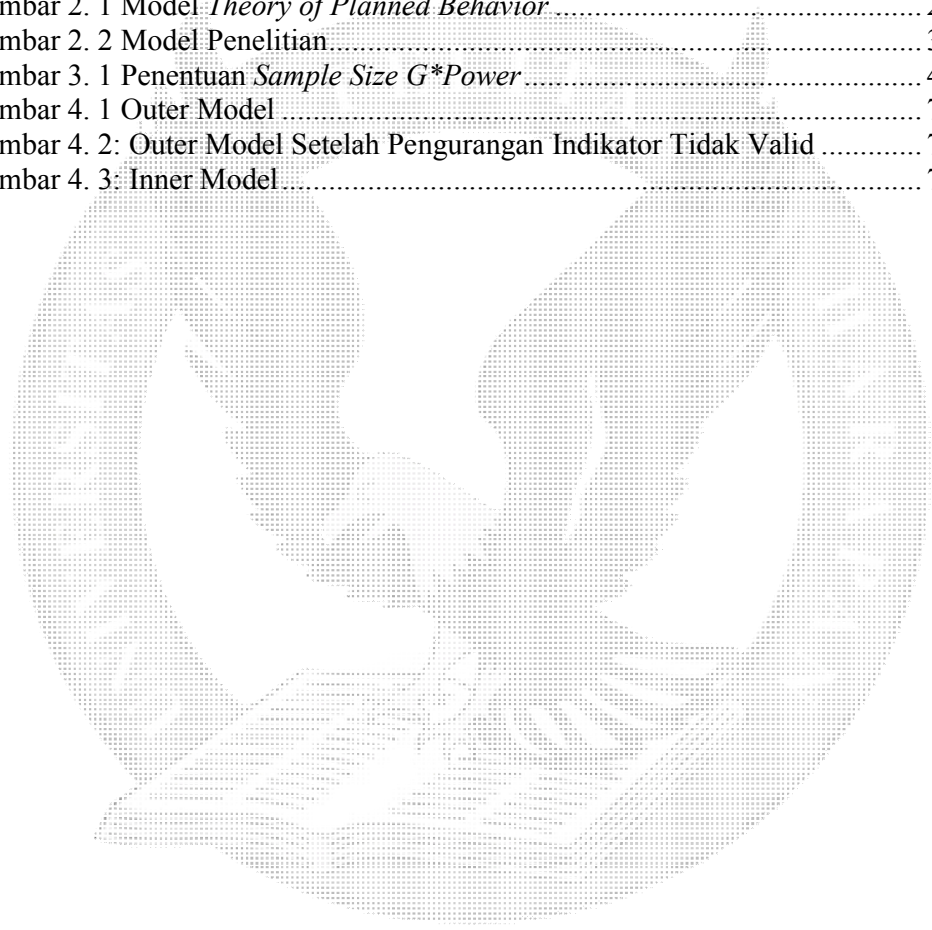 mbar 2. 1 Model Theory of Planned Behavior
mbar 2. 2 Model Penelitian
mbar 3. 1 Penentuan Sample Size G*Power
mbar 4. 1 Outer Model
mbar 4. 2: Outer Model Setelah Pengurangan Indikator Tidak Valid
mbar 4. 3: Inner Model
UNIVERSITAS